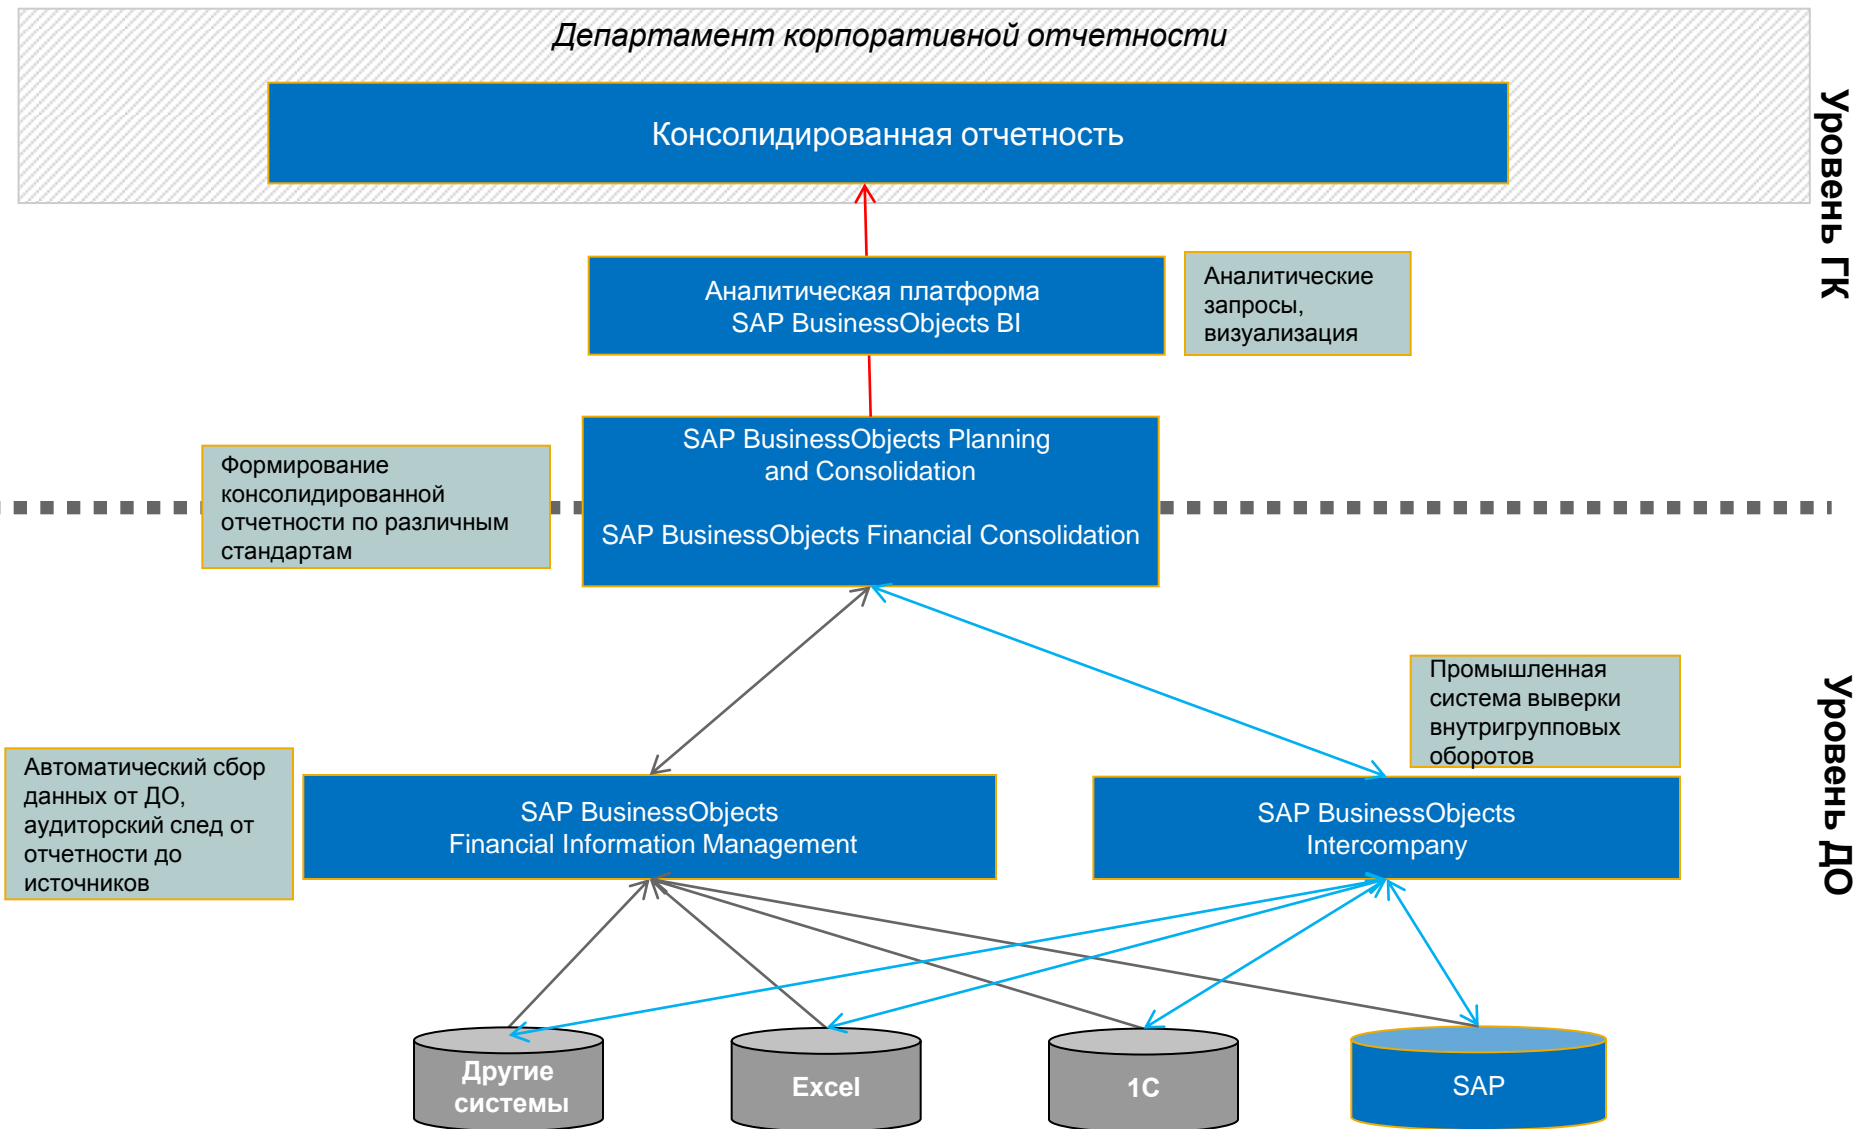 Департамент корпоративной отчетности
Консолидированная отчетность
Уровень ГК
Аналитическая платформа
SAP BusinessObjects BI
Аналитические
запросы,
визуализация
SAP BusinessObjects Planning
and Consolidation
SAP BusinessObjects Financial Consolidation
Формирование
консолидированной
отчетности по различным
стандартам
Промышленная
система выверки
внутригрупповых
оборотов
Уровень ДО
Автоматический сбор
данных от ДО,
аудиторский след от
отчетности до
источников
SAP BusinessObjects
Financial Information Management
SAP BusinessObjects
Intercompany
Другие
системы
Excel
1С
SAP